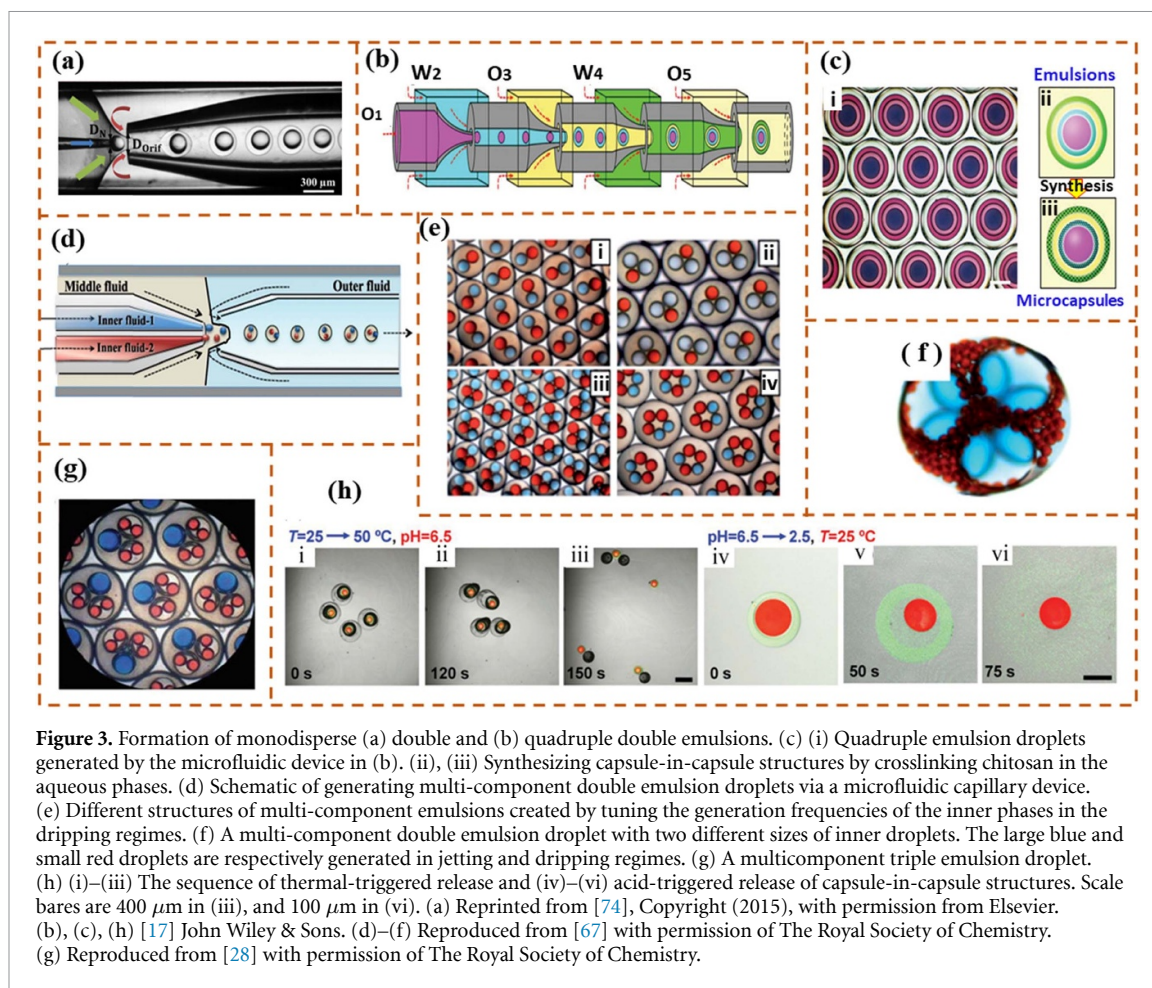 (a)
D_N
D_Orif
300 µm
(b)
W2
O3
W4
O5
O1
(c)
i
Emulsions
ii
Synthesis
iii
Microcapsules
(d)
Middle fluid
Outer fluid
Inner fluid-1
Inner fluid-2
(e)
i
ii
iii
iv
(f)
(g)
(h)
T=25 → 50 ºC, pH=6.5
pH=6.5 → 2.5, T=25 ºC
i
ii
iii
iv
v
vi
0 s
120 s
150 s
0 s
50 s
75 s
Figure 3. Formation of monodisperse (a) double and (b) quadruple double emulsions. (c) (i) Quadruple emulsion droplets
generated by the microfluidic device in (b). (ii), (iii) Synthesizing capsule-in-capsule structures by crosslinking chitosan in the
aqueous phases. (d) Schematic of generating multi-component double emulsion droplets via a microfluidic capillary device.
(e) Different structures of multi-component emulsions created by tuning the generation frequencies of the inner phases in the
dripping regimes. (f) A multi-component double emulsion droplet with two different sizes of inner droplets. The large blue and
small red droplets are respectively generated in jetting and dripping regimes. (g) A multicomponent triple emulsion droplet.
(h) (i)–(iii) The sequence of thermal-triggered release and (iv)–(vi) acid-triggered release of capsule-in-capsule structures. Scale
bares are 400 µm in (iii), and 100 µm in (vi). (a) Reprinted from [74], Copyright (2015), with permission from Elsevier.
(b), (c), (h) [17] John Wiley & Sons. (d)–(f) Reproduced from [67] with permission of The Royal Society of Chemistry.
(g) Reproduced from [28] with permission of The Royal Society of Chemistry.